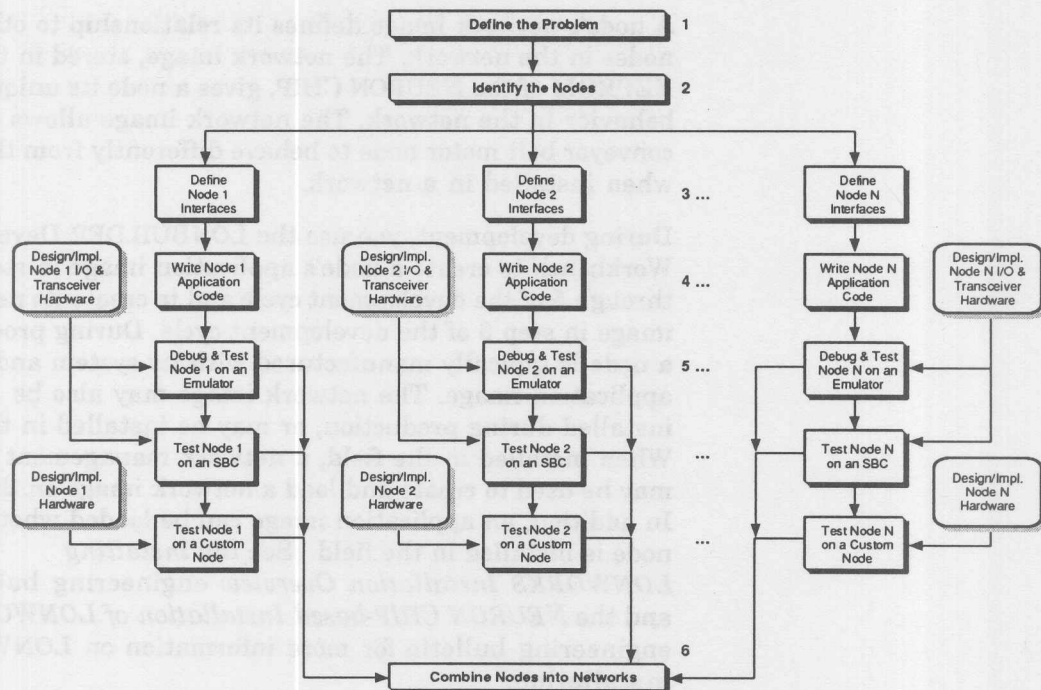 Define the Problem 1
Identify the Nodes 2
Define
Node 1
Interfaces
Define
Node 2
Interfaces
3 ...
Define
Node N
Interfaces
Design/Impl.
Node 1 I/O &
Transceiver
Hardware
Write Node 1
Application
Code
Design/Impl.
Node 2 I/O &
Transceiver
Hardware
Write Node 2
Application
Code
4 ...
Write Node N
Application
Code
Design/Impl.
Node N I/O &
Transceiver
Hardware
Debug & Test
Node 1 on an
Emulator
Debug & Test
Node 2 on an
Emulator
5 ...
Debug & Test
Node N on an
Emulator
Test Node 1
on an SBC
Test Node 2
on an SBC
...
Test Node N
on an SBC
Design/Impl.
Node 1
Hardware
Design/Impl.
Node 2
Hardware
Design/Impl.
Node N
Hardware
Test Node 1
on a Custom
Node
Test Node 2
on a Custom
Node
...
Test Node N
on a Custom
Node
6
Combine Nodes into Networks